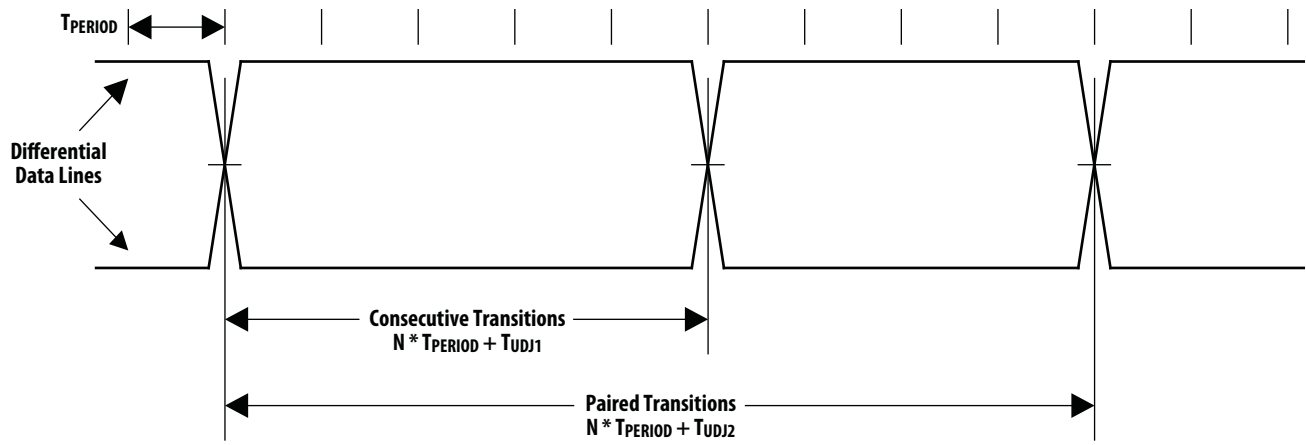 TPERIOD
Differential
Data Lines
Consecutive Transitions
N * TPERIOD + TUDJ1
Paired Transitions
N * TPERIOD + TUDJ2